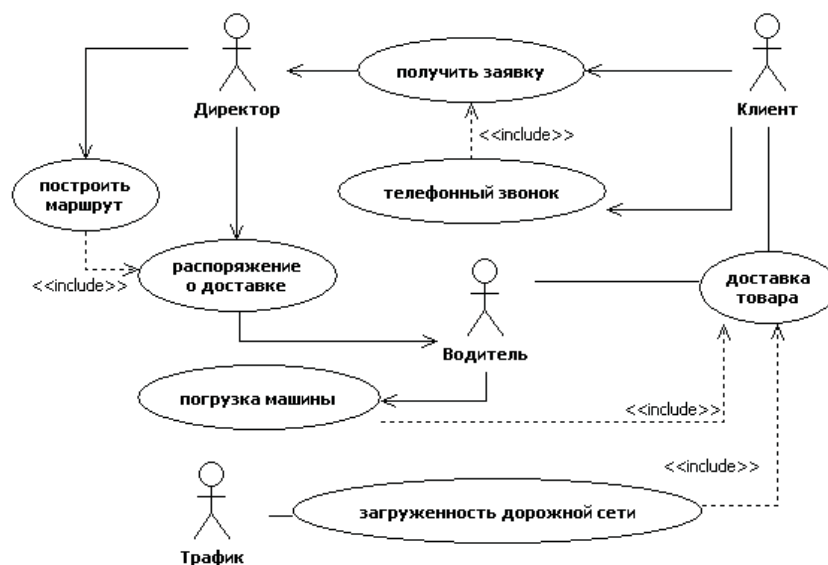 получить заявку
Директор
Клиент
<<include>>
построить
маршрут
телефонный звонок
распоряжение
о доставке
<<include>>
доставка
товара
Водитель
погрузка машины
<<include>>
<<include>>
загруженность дорожной сети
Трафик